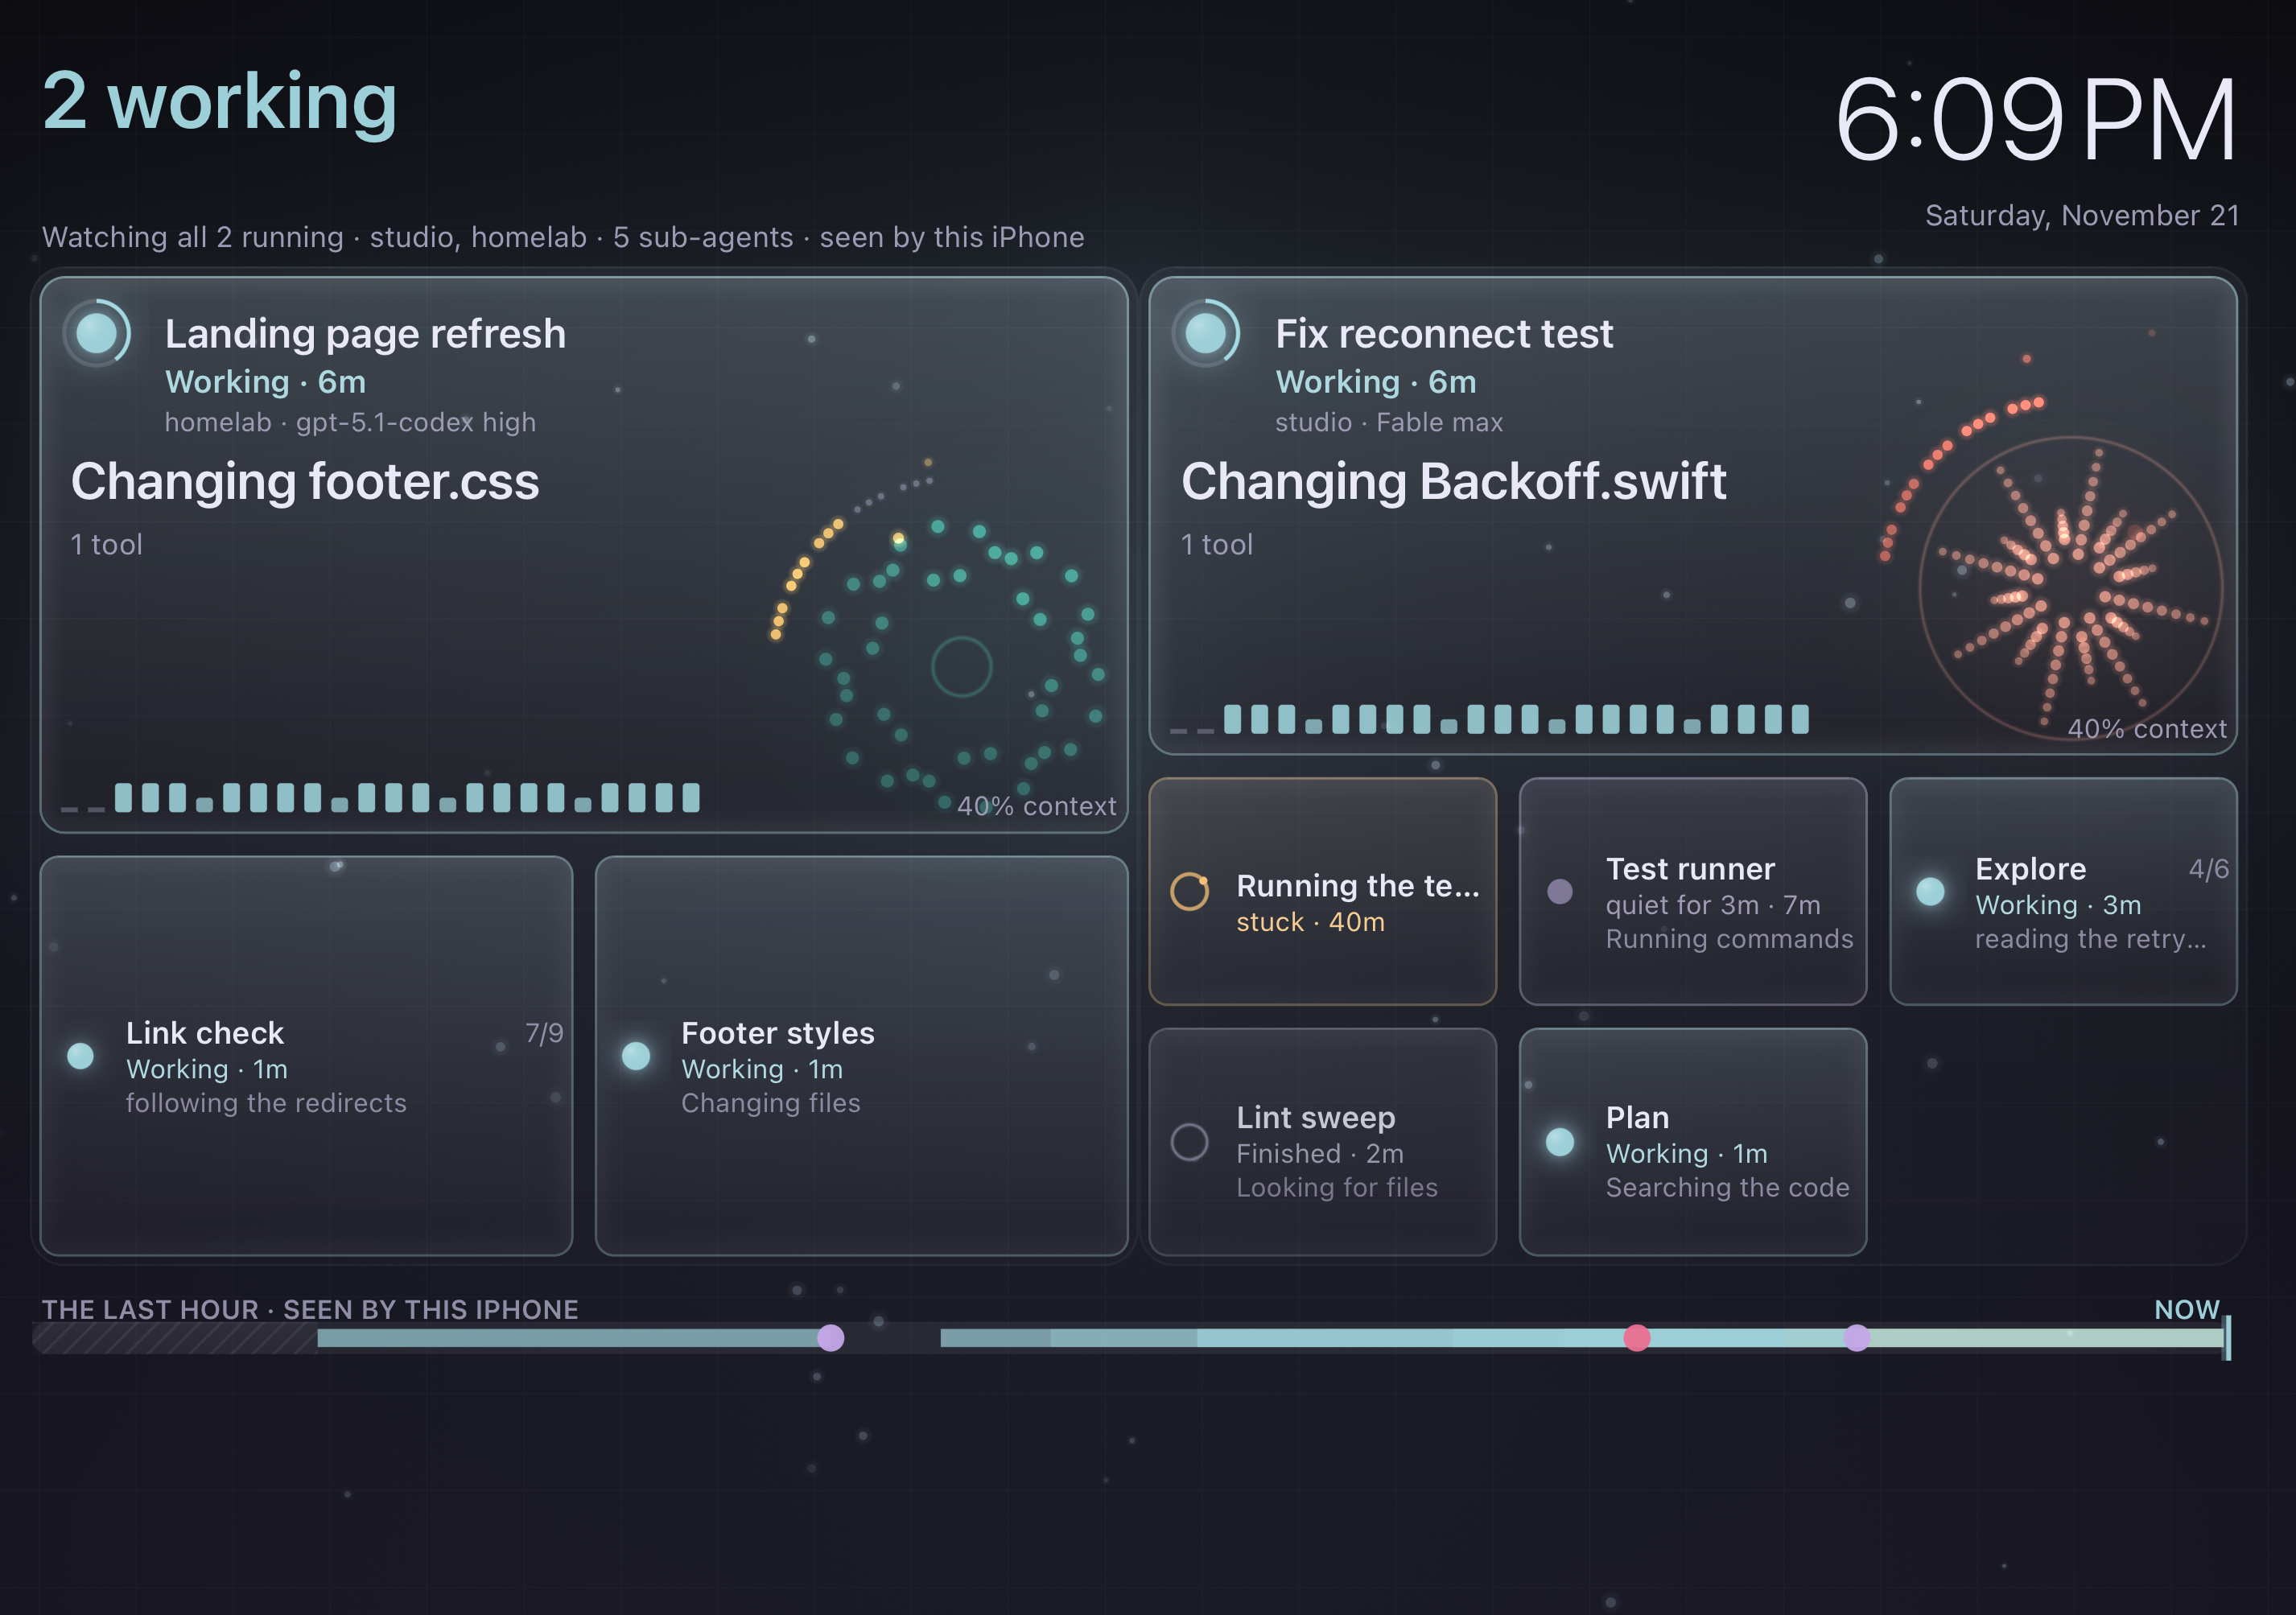 2 working
6:09 PM
Saturday, November 21
Watching all 2 running · studio, homelab · 5 sub-agents · seen by this iPhone
Landing page refresh
Working · 6m
homelab · gpt-5.1-codex high
Changing footer.css
1 tool
40% context
Fix reconnect test
Working · 6m
studio · Fable max
Changing Backoff.swift
1 tool
40% context
Link check
7/9
Working · 1m
following the redirects
Footer styles
Working · 1m
Changing files
Running the te...
stuck · 40m
Test runner
quiet for 3m · 7m
Running commands
Explore
4/6
Working · 3m
reading the retry...
Lint sweep
Finished · 2m
Looking for files
Plan
Working · 1m
Searching the code
THE LAST HOUR · SEEN BY THIS IPHONE
NOW